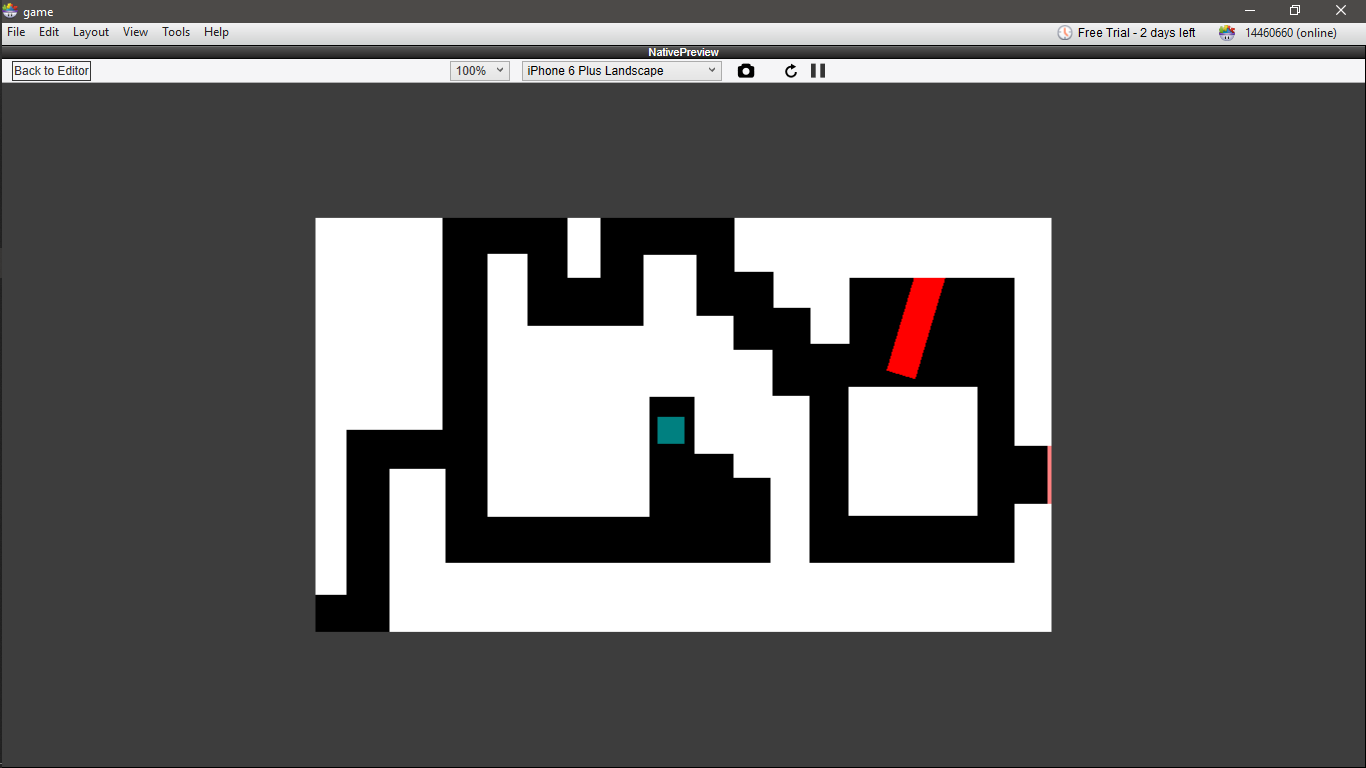 game
File Edit Layout View Tools Help Free Trial - 2 days left 14460660 (online)
NativePreview
Back to Editor 100% iPhone 6 Plus Landscape